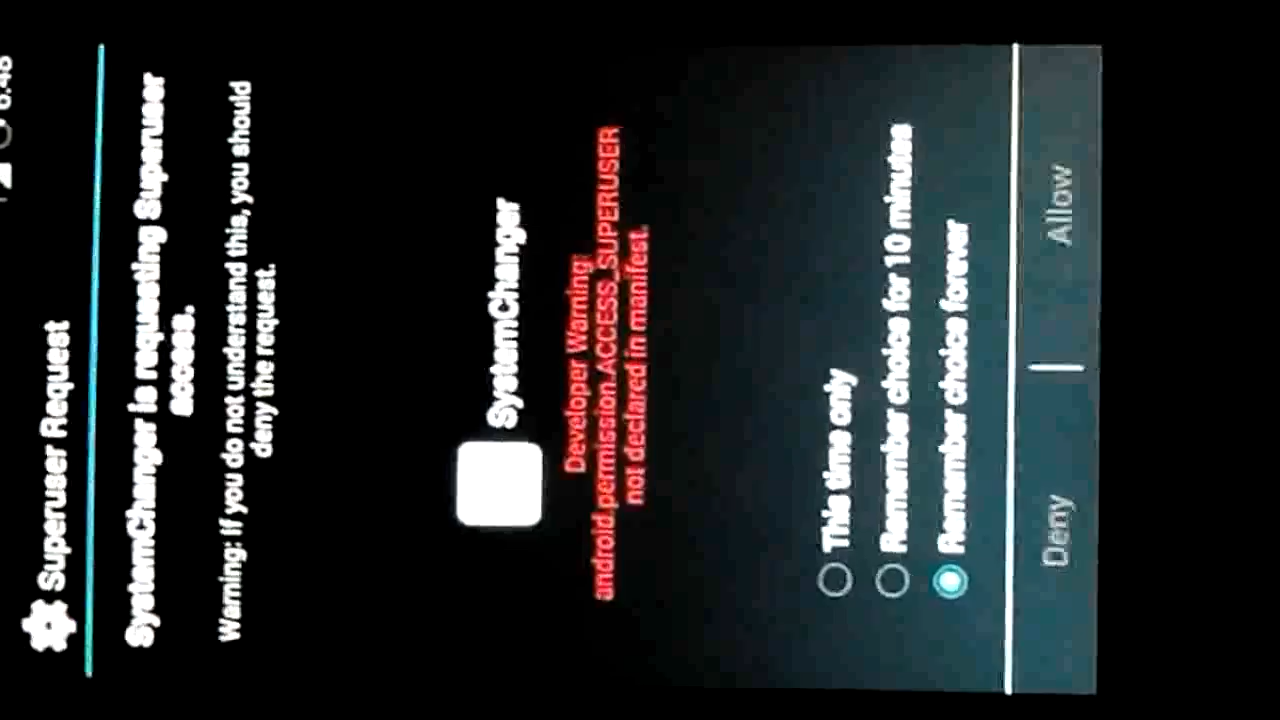 6:48
Superuser Request
SystemChanger is requesting Superuser
access.
Warning: If you do not understand this, you should
deny the request.
SystemChanger
Developer Warning:
android.permission.ACCESS_SUPERUSER
not declared in manifest.
This time only
Remember choice for 10 minutes
Remember choice forever
Deny
Allow